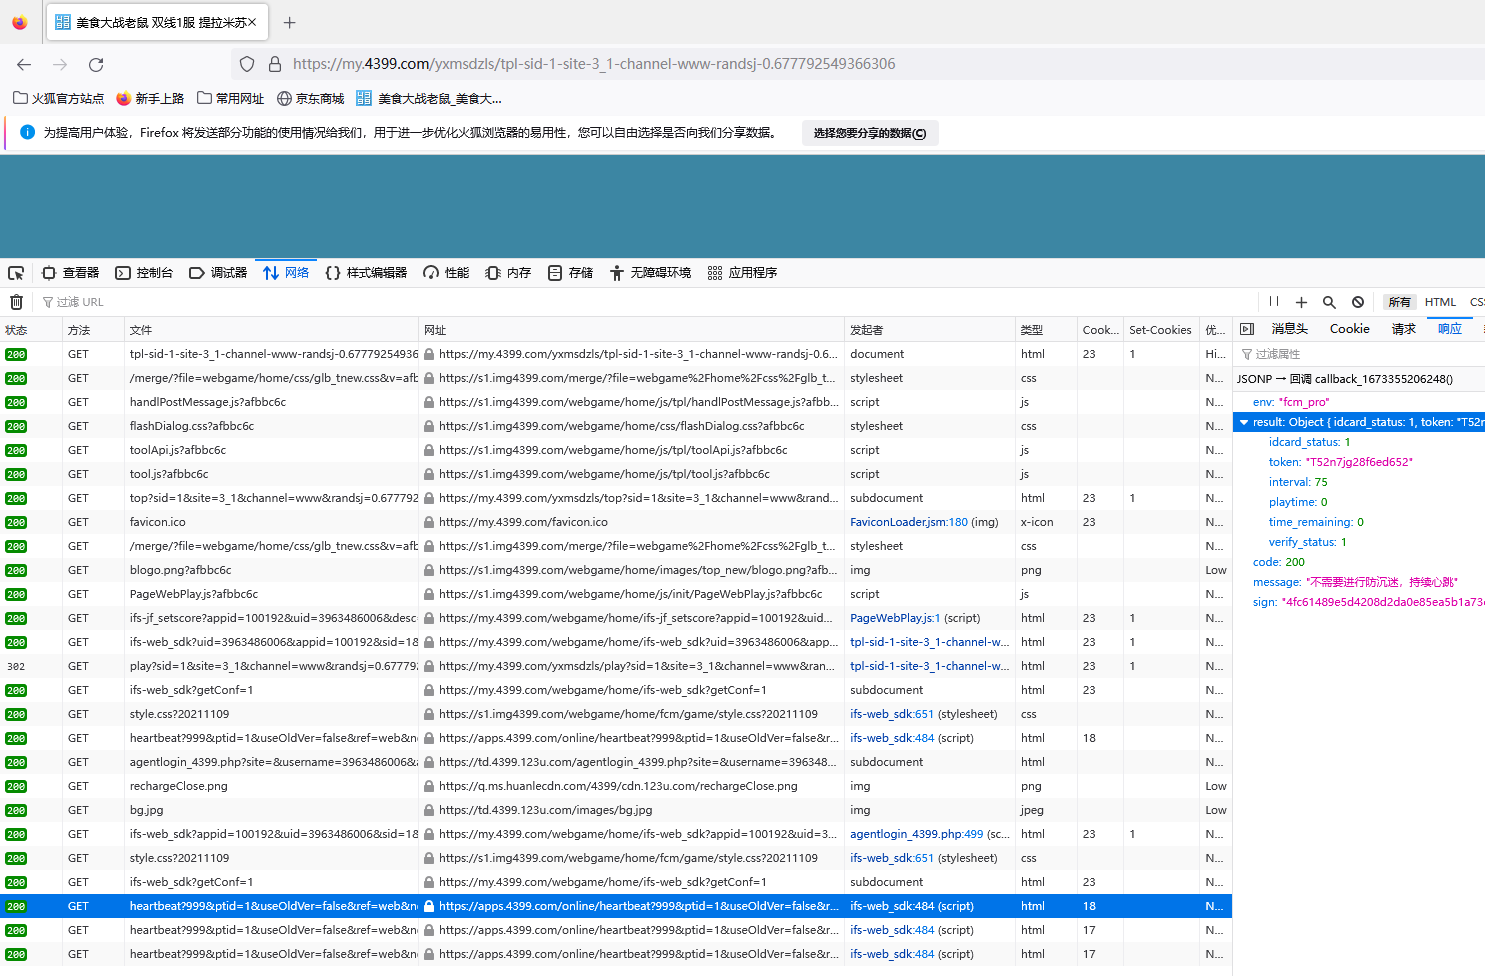 美食大战老鼠 双线1服 提拉米苏
https://my.4399.com/yxmsdzls/tpl-sid-1-site-3_1-channel-www-randsj-0.677792549366306
火狐官方站点 新手上路 常用网址 京东商城 美食大战老鼠_美食大...
为提高用户体验，Firefox 将发送部分功能的使用情况给我们，用于进一步优化火狐浏览器的易用性，您可以自由选择是否向我们分享数据。 选择您要分享的数据(C)
查看器 控制台 调试器 网络 样式编辑器 性能 内存 存储 无障碍环境 应用程序
过滤 URL 所有 HTML CS
状态 方法 文件 网址 发起者 类型 Cook... Set-Cookies 优... 消息头 Cookie 请求 响应
200 GET tpl-sid-1-site-3_1-channel-www-randsj-0.67779254936 https://my.4399.com/yxmsdzls/tpl-sid-1-site-3_1-channel-www-randsj-0.6... document html 23 1 Hi...
200 GET /merge/?file=webgame/home/css/glb_tnew.css&v=afb https://s1.img4399.com/merge/?file=webgame%2Fhome%2Fcss%2Fglb_t... stylesheet css N...
200 GET handlPostMessage.js?afbbc6c https://s1.img4399.com/webgame/home/js/tpl/handlPostMessage.js?afbb... script js N...
200 GET flashDialog.css?afbbc6c https://s1.img4399.com/webgame/home/css/flashDialog.css?afbbc6c stylesheet css N...
200 GET toolApi.js?afbbc6c https://s1.img4399.com/webgame/home/js/tpl/toolApi.js?afbbc6c script js N...
200 GET tool.js?afbbc6c https://s1.img4399.com/webgame/home/js/tpl/tool.js?afbbc6c script js N...
200 GET top?sid=1&site=3_1&channel=www&randsj=0.677792 https://my.4399.com/yxmsdzls/top?sid=1&site=3_1&channel=www&rand... subdocument html 23 1 N...
200 GET favicon.ico https://my.4399.com/favicon.ico FaviconLoader.jsm:180 (img) x-icon 23 N...
200 GET /merge/?file=webgame/home/css/glb_tnew.css&v=afb https://s1.img4399.com/merge/?file=webgame%2Fhome%2Fcss%2Fglb_t... stylesheet css N...
200 GET blogo.png?afbbc6c https://s1.img4399.com/webgame/home/images/top_new/blogo.png?afb... img png Low
200 GET PageWebPlay.js?afbbc6c https://s1.img4399.com/webgame/home/js/init/PageWebPlay.js?afbbc6c script js N...
200 GET ifs-jf_setscore?appid=100192&uid=3963486006&desc https://my.4399.com/webgame/home/ifs-jf_setscore?appid=100192&uid... PageWebPlay.js:1 (script) html 23 1 N...
200 GET ifs-web_sdk?uid=3963486006&appid=100192&sid=1& https://my.4399.com/webgame/home/ifs-web_sdk?uid=3963486006&app... tpl-sid-1-site-3_1-channel-w... html 23 1 N...
302 GET play?sid=1&site=3_1&channel=www&randsj=0.67779 https://my.4399.com/yxmsdzls/play?sid=1&site=3_1&channel=www&ran... tpl-sid-1-site-3_1-channel-w... html 23 1 N...
200 GET ifs-web_sdk?getConf=1 https://my.4399.com/webgame/home/ifs-web_sdk?getConf=1 subdocument html 23 N...
200 GET style.css?20211109 https://s1.img4399.com/webgame/home/fcm/game/style.css?20211109 ifs-web_sdk:651 (stylesheet) css N...
200 GET heartbeat?999&ptid=1&useOldVer=false&ref=web&n https://apps.4399.com/online/heartbeat?999&ptid=1&useOldVer=false&r... ifs-web_sdk:484 (script) html 18 N...
200 GET agentlogin_4399.php?site=&username=3963486006& https://td.4399.123u.com/agentlogin_4399.php?site=&username=396348... subdocument html N...
200 GET rechargeClose.png https://q.ms.huanlecdn.com/4399/cdn.123u.com/rechargeClose.png img png Low
200 GET bg.jpg https://td.4399.123u.com/images/bg.jpg img jpeg Low
200 GET ifs-web_sdk?appid=100192&uid=3963486006&sid=1& https://my.4399.com/webgame/home/ifs-web_sdk?appid=100192&uid=3... agentlogin_4399.php:499 (sc... html 23 1 N...
200 GET style.css?20211109 https://s1.img4399.com/webgame/home/fcm/game/style.css?20211109 ifs-web_sdk:651 (stylesheet) css N...
200 GET ifs-web_sdk?getConf=1 https://my.4399.com/webgame/home/ifs-web_sdk?getConf=1 subdocument html 23 N...
200 GET heartbeat?999&ptid=1&useOldVer=false&ref=web&n https://apps.4399.com/online/heartbeat?999&ptid=1&useOldVer=false&r... ifs-web_sdk:484 (script) html 18 N...
200 GET heartbeat?999&ptid=1&useOldVer=false&ref=web&n https://apps.4399.com/online/heartbeat?999&ptid=1&useOldVer=false&r... ifs-web_sdk:484 (script) html 17 N...
200 GET heartbeat?999&ptid=1&useOldVer=false&ref=web&n https://apps.4399.com/online/heartbeat?999&ptid=1&useOldVer=false&r... ifs-web_sdk:484 (script) html 17 N...
过滤属性
JSONP → 回调 callback_1673355206248()
env: "fcm_pro"
result: Object { idcard_status: 1, token: "T52n
idcard_status: 1
token: "T52n7jg28f6ed652"
interval: 75
playtime: 0
time_remaining: 0
verify_status: 1
code: 200
message: "不需要进行防沉迷，持续心跳"
sign: "4fc61489e5d4208d2da0e85ea5b1a73